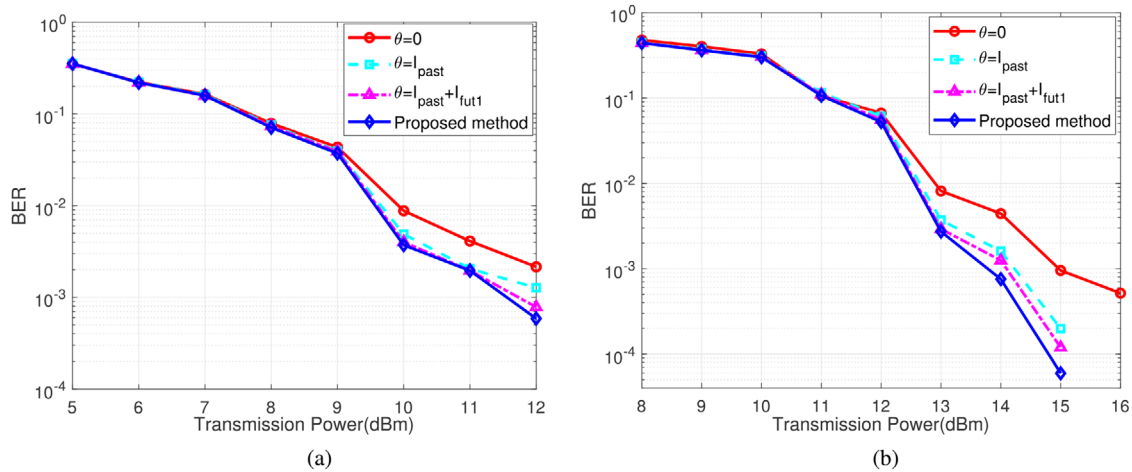 10^0
10^-1
10^-2
10^-3
10^-4
BER
5 6 7 8 9 10 11 12
Transmission Power(dBm)
θ=0
θ=I_past
θ=I_past+I_fut1
Proposed method
(a)
10^0
10^-1
10^-2
10^-3
10^-4
BER
8 9 10 11 12 13 14 15 16
Transmission Power(dBm)
θ=0
θ=I_past
θ=I_past+I_fut1
Proposed method
(b)